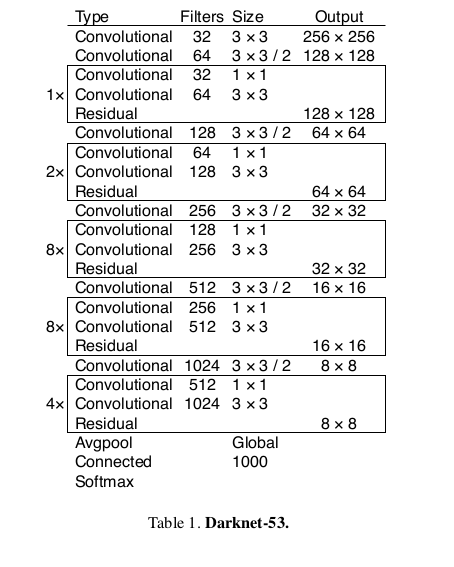 Type Filters Size Output
Convolutional 32 3 × 3 256 × 256
Convolutional 64 3 × 3 / 2 128 × 128
Convolutional 32 1 × 1
1× Convolutional 64 3 × 3
Residual 128 × 128
Convolutional 128 3 × 3 / 2 64 × 64
Convolutional 64 1 × 1
2× Convolutional 128 3 × 3
Residual 64 × 64
Convolutional 256 3 × 3 / 2 32 × 32
Convolutional 128 1 × 1
8× Convolutional 256 3 × 3
Residual 32 × 32
Convolutional 512 3 × 3 / 2 16 × 16
Convolutional 256 1 × 1
8× Convolutional 512 3 × 3
Residual 16 × 16
Convolutional 1024 3 × 3 / 2 8 × 8
Convolutional 512 1 × 1
4× Convolutional 1024 3 × 3
Residual 8 × 8
Avgpool Global
Connected 1000
Softmax
Table 1. Darknet-53.